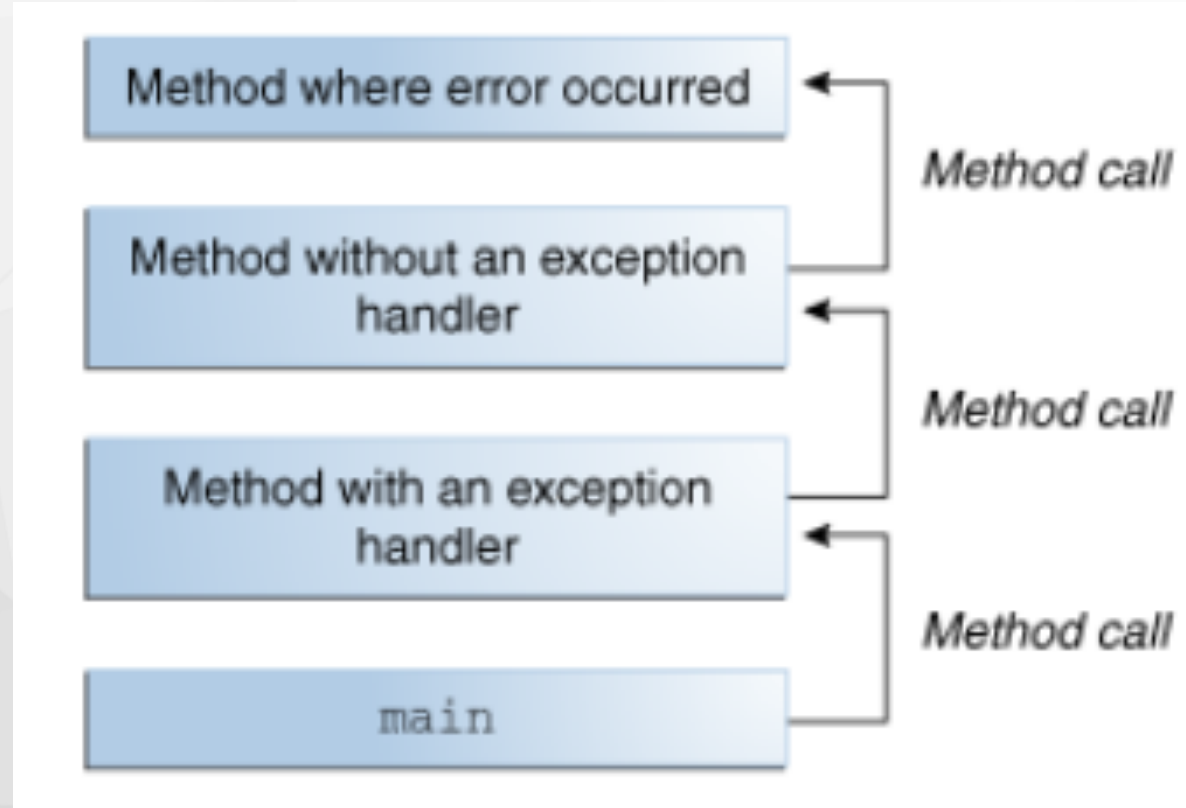 Method where error occurred
Method call
Method without an exception
handler
Method call
Method with an exception
handler
Method call
main